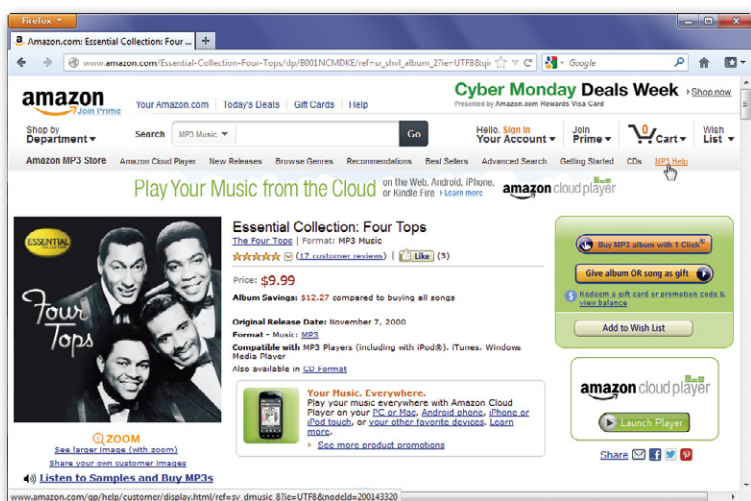 Firefox
Amazon.com: Essential Collection: Four ...
www.amazon.com/Essential-Collection-Four-Tops/dp/B001NCMDKE/ref=sr_shvl_album_2?ie=UTF8&qi
Google
amazon
Join Prime
Your Amazon.com | Today's Deals | Gift Cards | Help
Cyber Monday Deals Week
Shop now
Presented by Amazon.com Rewards Visa Card
Shop by
Department
Search
MP3 Music
Go
Hello, Sign in
Your Account
Join
Prime
0
Cart
Wish
List
Amazon MP3 Store Amazon Cloud Player New Releases Browse Genres Recommendations Best Sellers Advanced Search Getting Started CDs MP3 Help
Play Your Music from the Cloud
on the Web, Android, iPhone,
or Kindle Fire Learn more
amazon cloud player
ESSENTIAL
COLLECTION
Four
Tops
ZOOM
See larger image (with zoom)
Share your own customer images
Listen to Samples and Buy MP3s
Essential Collection: Four Tops
The Four Tops | Format: MP3 Music
(17 customer reviews) | Like (3)
Price: $9.99
Album Savings: $12.27 compared to buying all songs
Original Release Date: November 7, 2000
Format - Music: MP3
Compatible with MP3 Players (including with iPod®), iTunes, Windows
Media Player
Also available in CD Format
Your Music. Everywhere.
Play your music everywhere with Amazon Cloud
Player on your PC or Mac, Android phone, iPhone or
iPod touch, or your other favorite devices. Learn
more.
See more product promotions
Buy MP3 album with 1 Click®
Give album OR song as gift
Redeem a gift card or promotion code &
view balance
Add to Wish List
amazon cloud player
Launch Player
Share
www.amazon.com/gp/help/customer/display.html/ref=sv_dmusic_8?ie=UTF8&nodeId=200143320